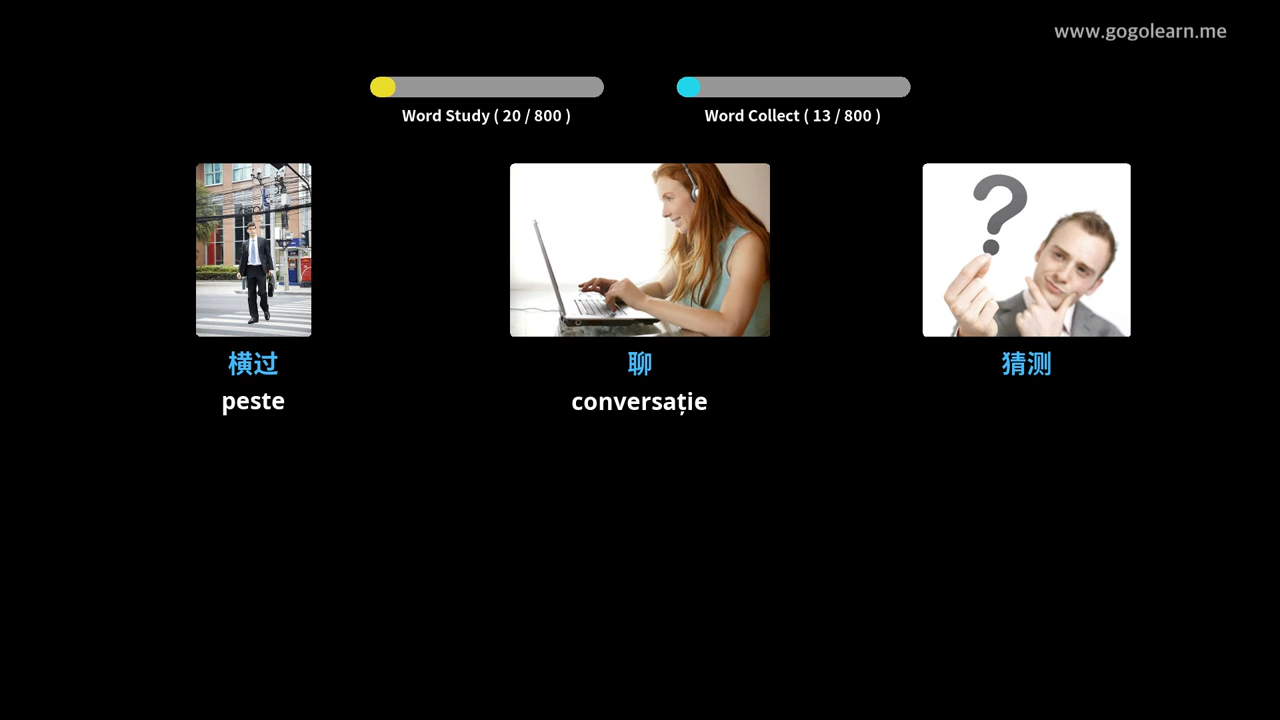 www.gogolearn.me
Word Study ( 20 / 800 )
Word Collect ( 13 / 800 )
横过
聊
猜测
peste
conversație